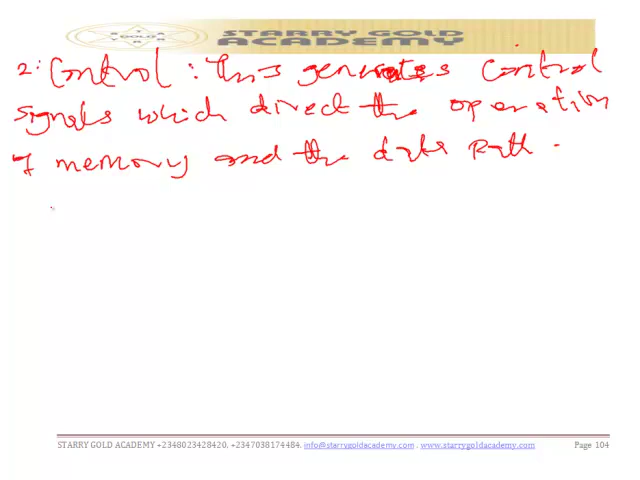 STARRY GOLD
ACADEMY
2: Control: This generates control
signals which direct the operation
of memory and the data path.
STARRY GOLD ACADEMY +2348023428420, +2347038174484, info@starrygoldacademy.com , www.starrygoldacademy.com Page 104